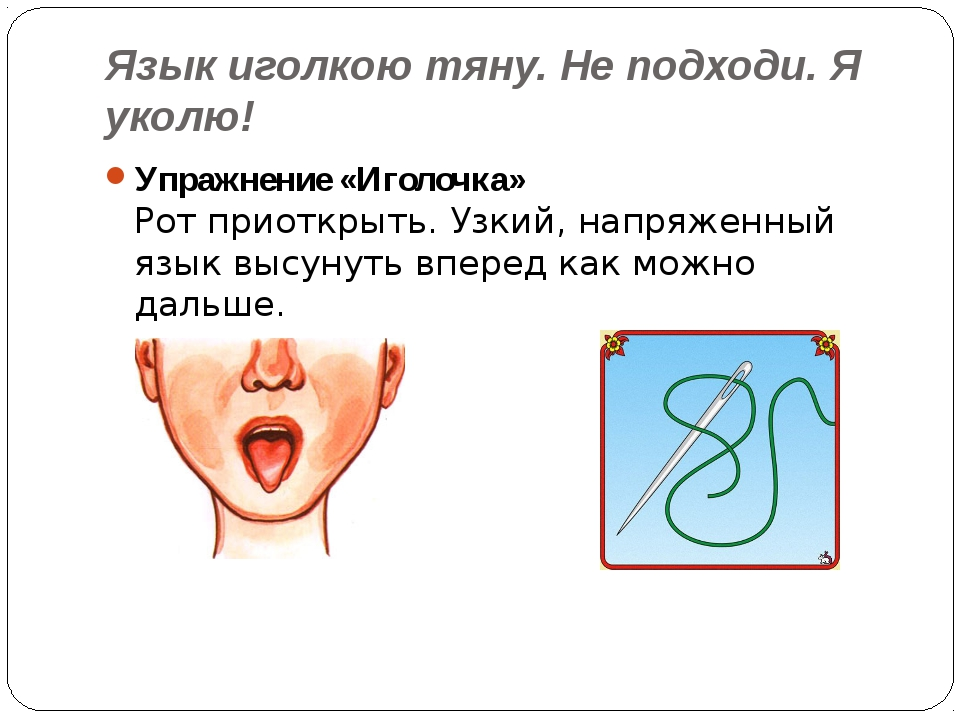 Язык иголкою тяну. Не подходи. Я
уколю!
Упражнение «Иголочка»
Рот приоткрыть. Узкий, напряженный
язык высунуть вперед как можно
дальше.